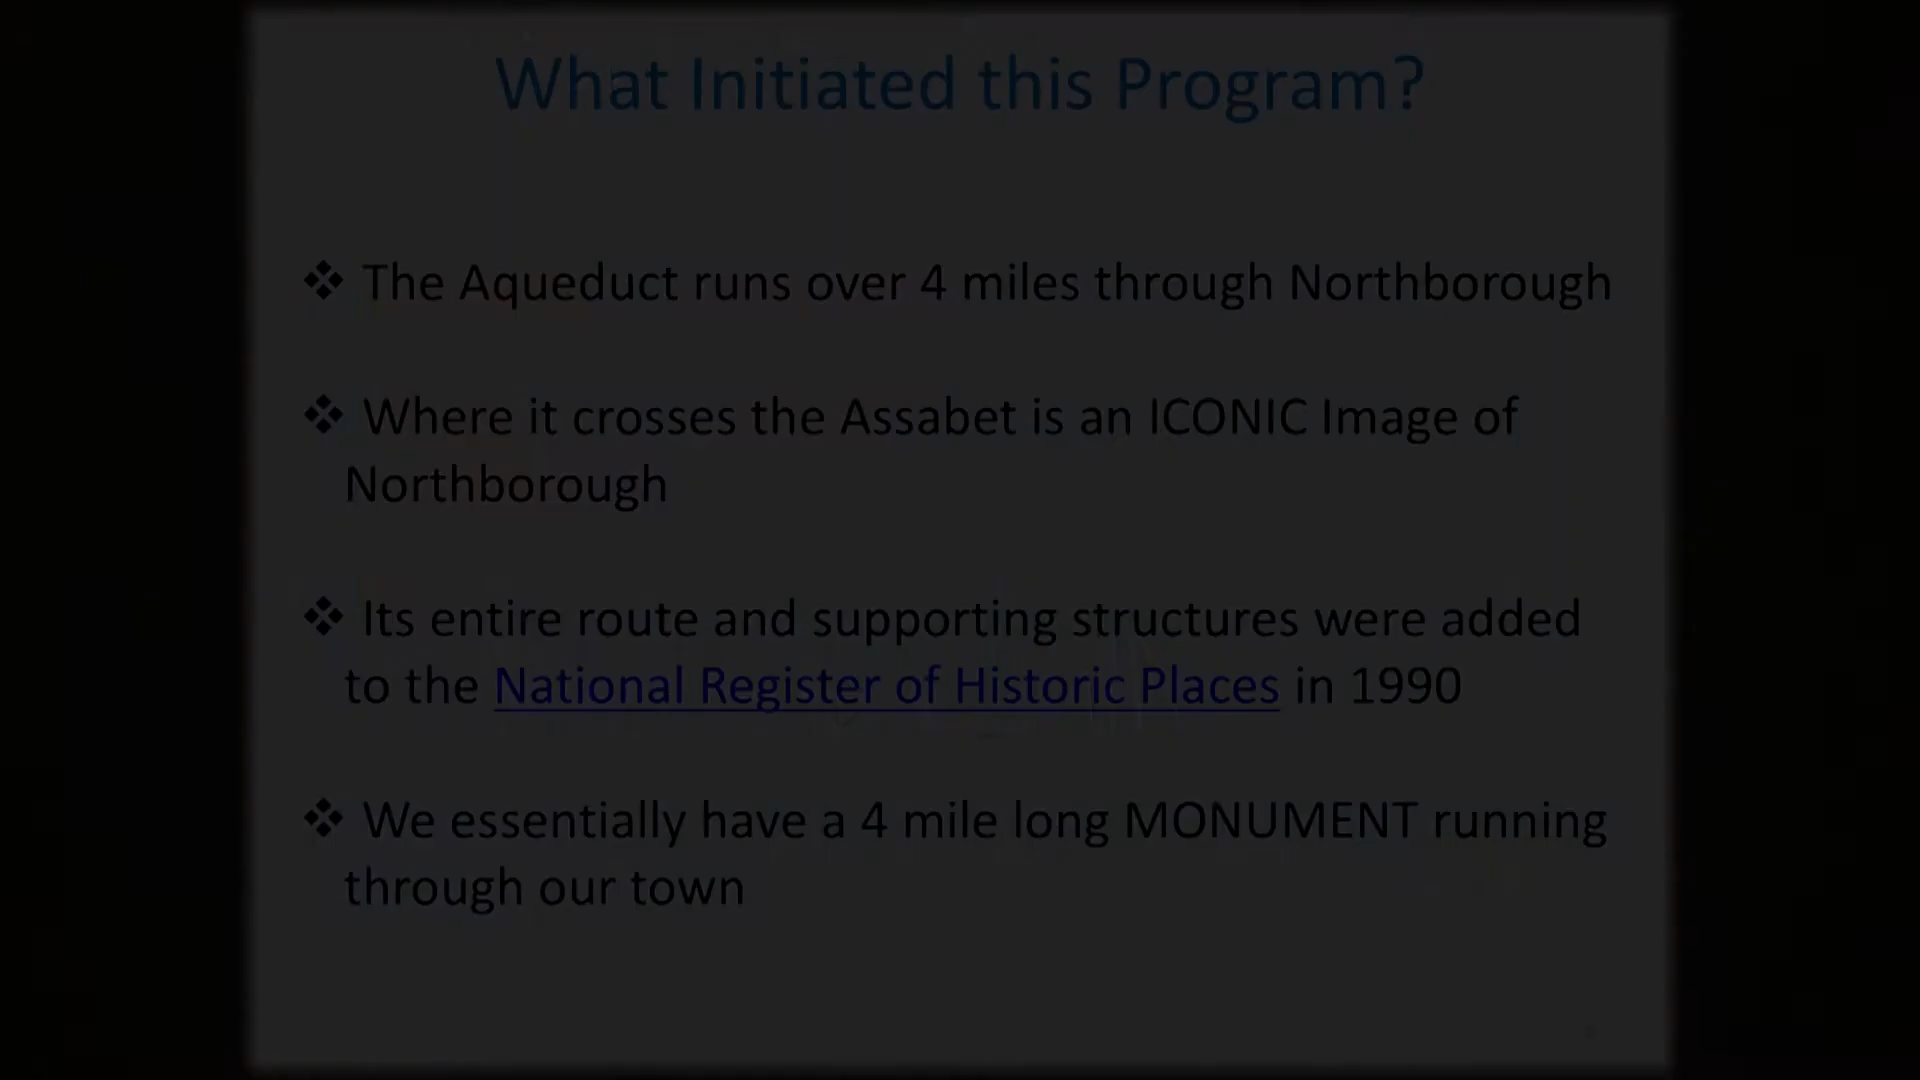 What Initiated this Program?
❖ The Aqueduct runs over 4 miles through Northborough
❖ Where it crosses the Assabet is an ICONIC Image of
Northborough
❖ Its entire route and supporting structures were added
to the National Register of Historic Places in 1990
❖ We essentially have a 4 mile long MONUMENT running
through our town